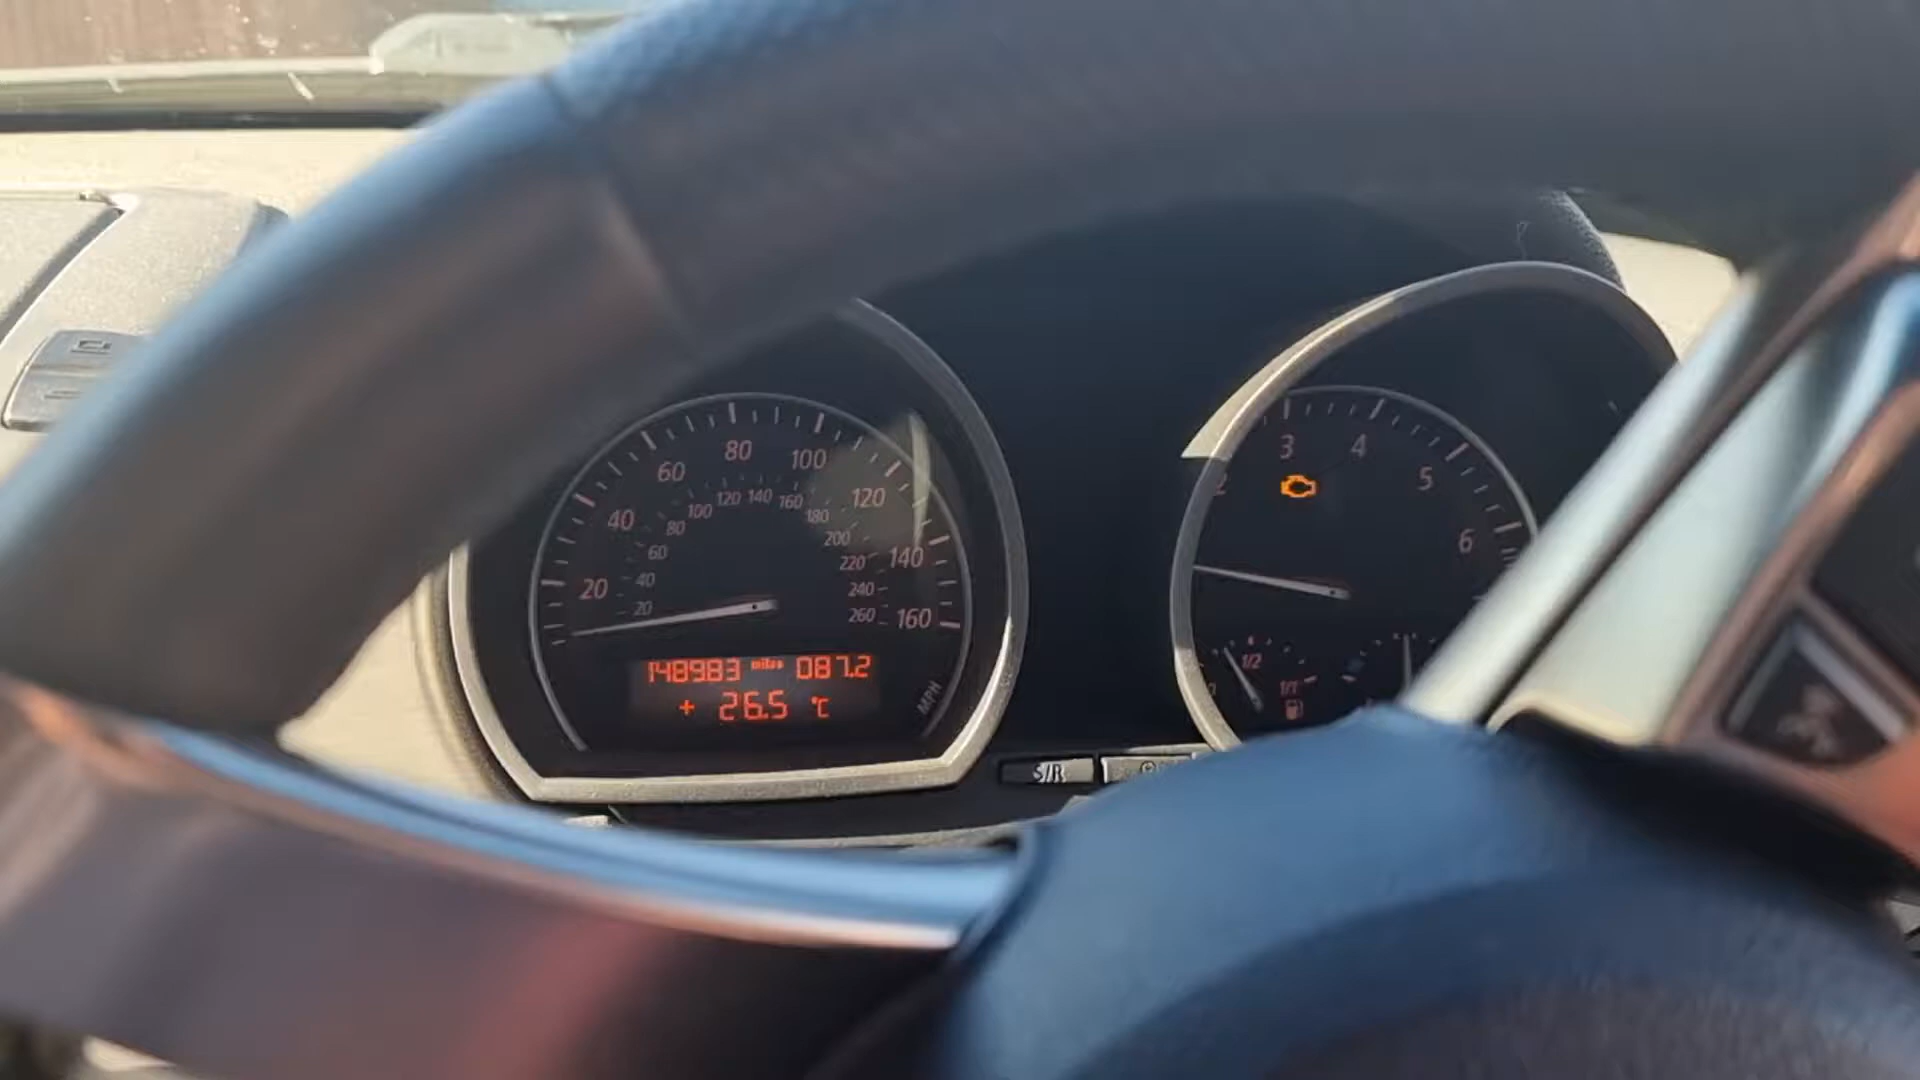 20 40 60 80 100 120 140 160
20 40 60 80 100 120 140 160 180 200 220 240 260
148983 miles 087.2
+ 26.5 °C
MPH
2 3 4 5 6
1/2 1/1
S/R